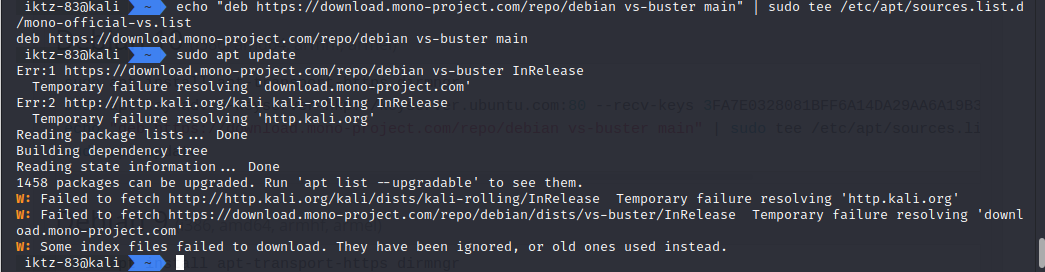 iktz-83@kali ~ echo "deb https://download.mono-project.com/repo/debian vs-buster main" | sudo tee /etc/apt/sources.list.d
/mono-official-vs.list
deb https://download.mono-project.com/repo/debian vs-buster main
iktz-83@kali ~ sudo apt update
Err:1 https://download.mono-project.com/repo/debian vs-buster InRelease
Temporary failure resolving 'download.mono-project.com'
Err:2 http://http.kali.org/kali kali-rolling InRelease
Temporary failure resolving 'http.kali.org'
Reading package lists... Done
Building dependency tree
Reading state information... Done
1458 packages can be upgraded. Run 'apt list --upgradable' to see them.
W: Failed to fetch http://http.kali.org/kali/dists/kali-rolling/InRelease Temporary failure resolving 'http.kali.org'
W: Failed to fetch https://download.mono-project.com/repo/debian/dists/vs-buster/InRelease Temporary failure resolving 'downl
oad.mono-project.com'
W: Some index files failed to download. They have been ignored, or old ones used instead.
iktz-83@kali ~